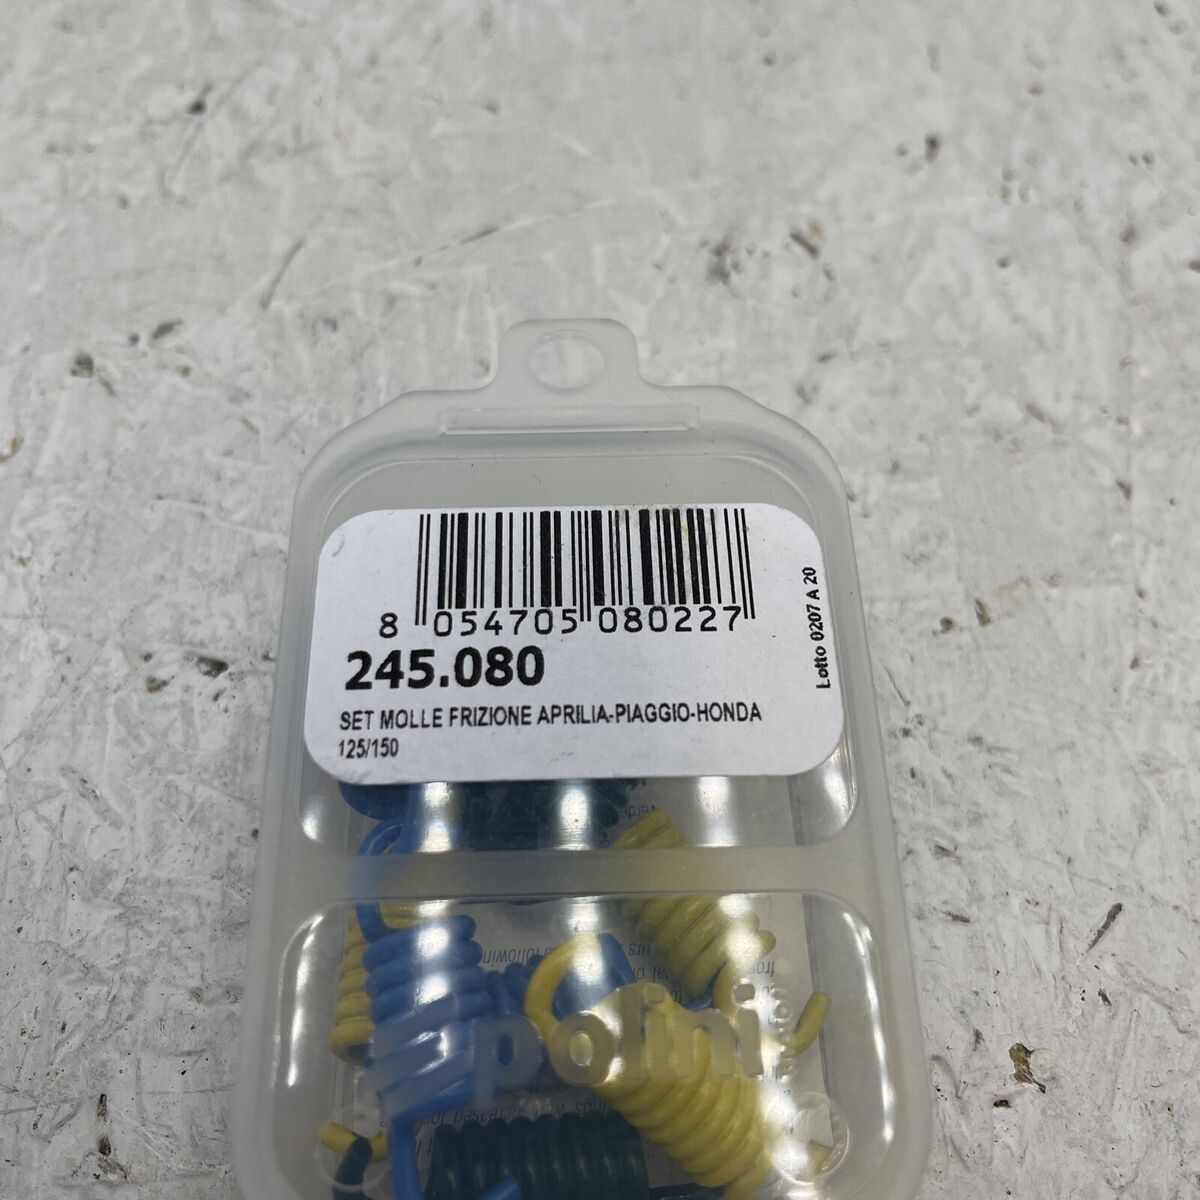 8 054705 080227
245.080
SET MOLLE FRIZIONE APRILIA-PIAGGIO-HONDA
125/150
Lotto 0207 A 20
polini